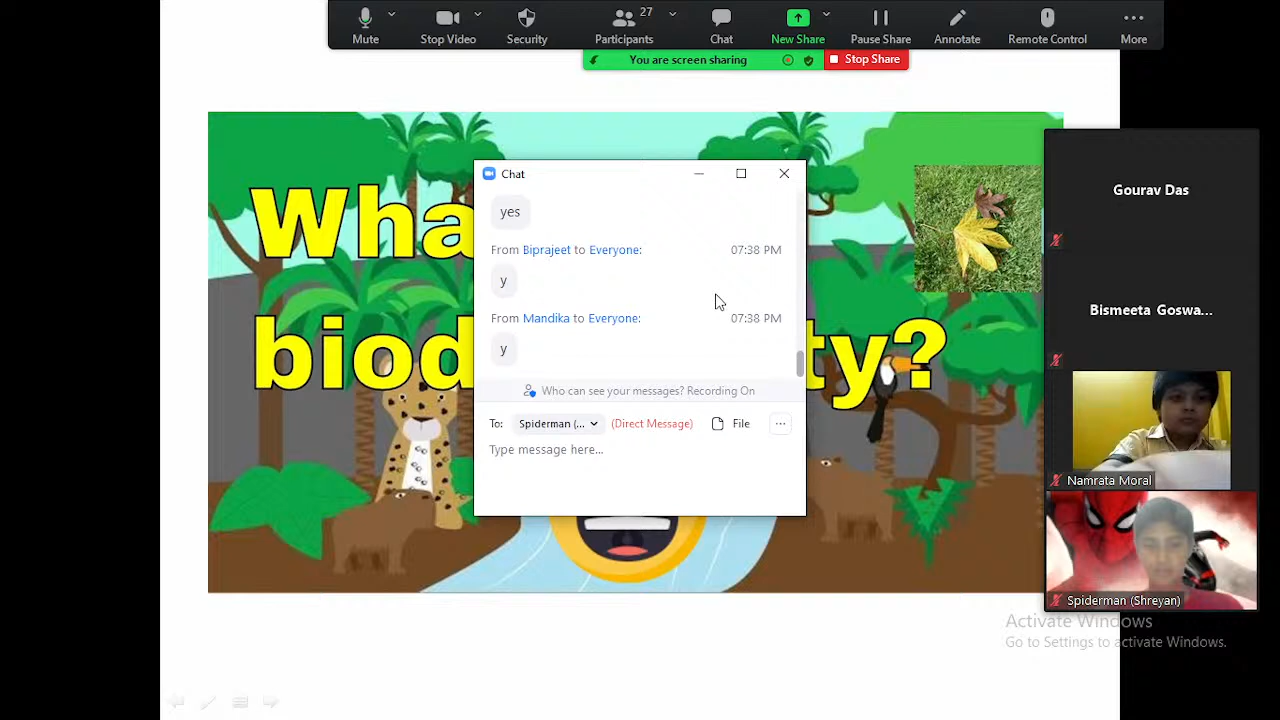 27
Mute
Stop Video
Security
Participants
Chat
New Share
Pause Share
Annotate
Remote Control
More
You are screen sharing
Stop Share
Chat
yes
From Biprajeet to Everyone: 07:38 PM
y
From Mandika to Everyone: 07:38 PM
y
Who can see your messages? Recording On
To: Spiderman (... (Direct Message) File
Type message here...
Wha
biod ty?
Gourav Das
Bismeeta Goswa...
Namrata Moral
Spiderman (Shreyan)
Activate Windows
Go to Settings to activate Windows.